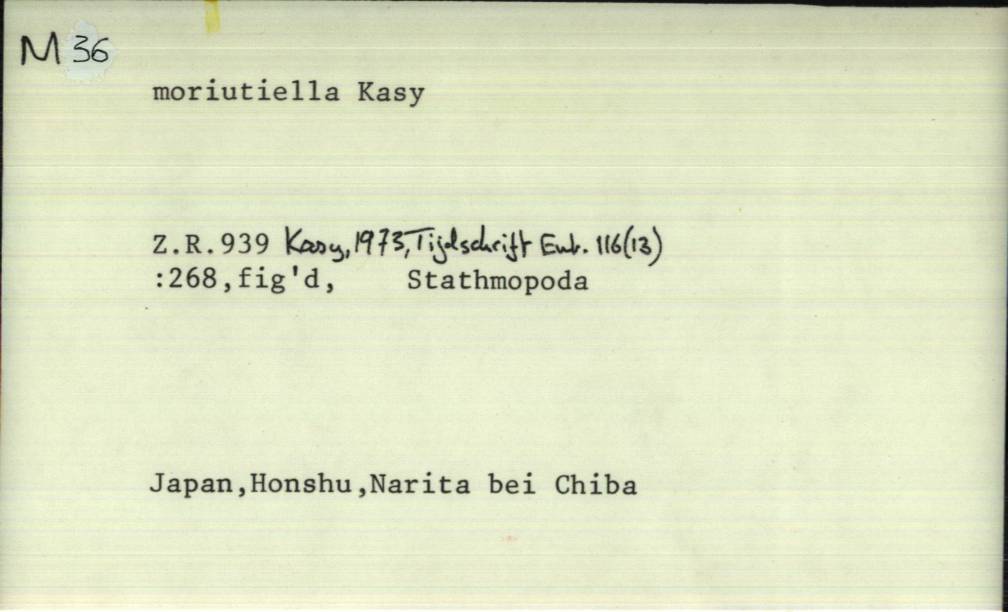 M 36
moriutiella Kasy
Z.R.939 Kasy, 1973, Tijdschrift Ent. 116(13)
:268,fig'd, Stathmopoda
Japan,Honshu,Narita bei Chiba